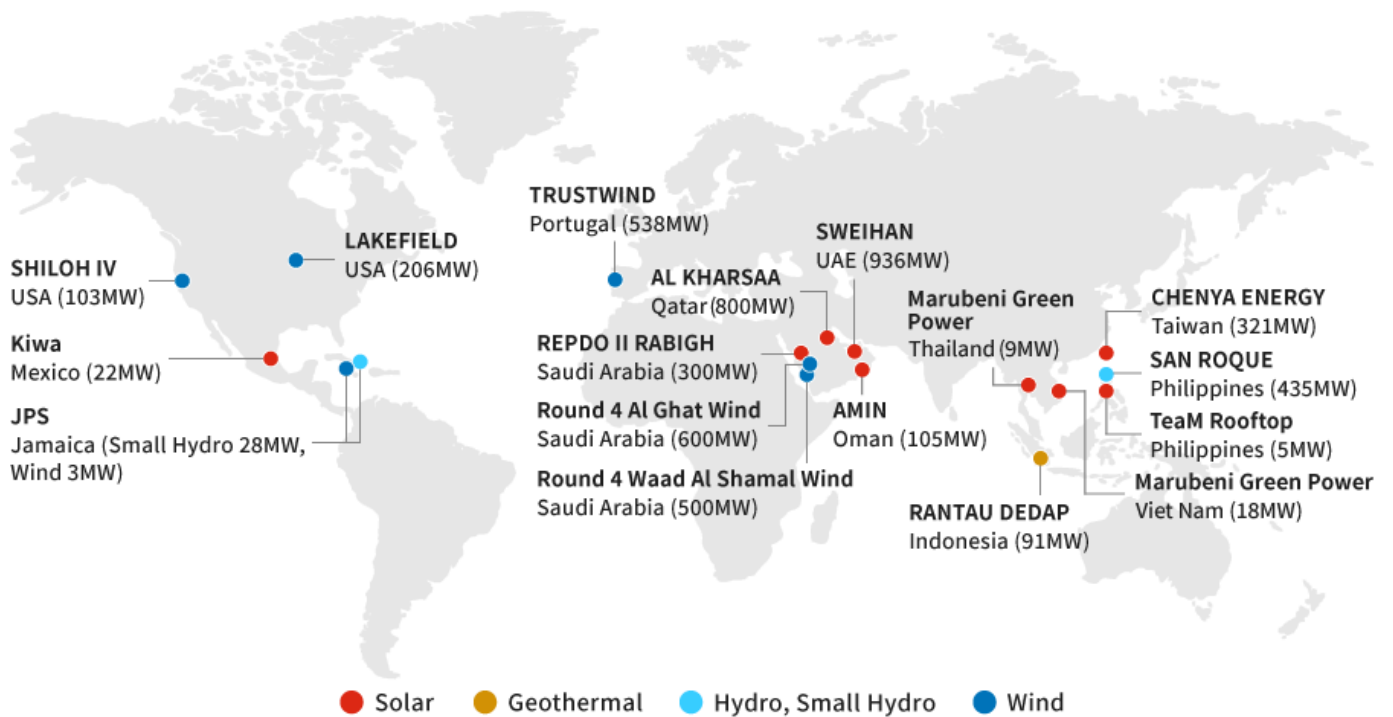 TRUSTWIND
Portugal (538MW)
SWEIHAN
UAE (936MW)
LAKEFIELD
USA (206MW)
SHILOH IV
USA (103MW)
AL KHARSAA
Qatar (800MW)
Marubeni Green
Power
Thailand (9MW)
CHENYA ENERGY
Taiwan (321MW)
Kiwa
Mexico (22MW)
REPDO II RABIGH
Saudi Arabia (300MW)
SAN ROQUE
Philippines (435MW)
JPS
Jamaica (Small Hydro 28MW,
Wind 3MW)
Round 4 Al Ghat Wind
Saudi Arabia (600MW)
AMIN
Oman (105MW)
TeaM Rooftop
Philippines (5MW)
Round 4 Waad Al Shamal Wind
Saudi Arabia (500MW)
Marubeni Green Power
Viet Nam (18MW)
RANTAU DEDAP
Indonesia (91MW)
Solar
Geothermal
Hydro, Small Hydro
Wind